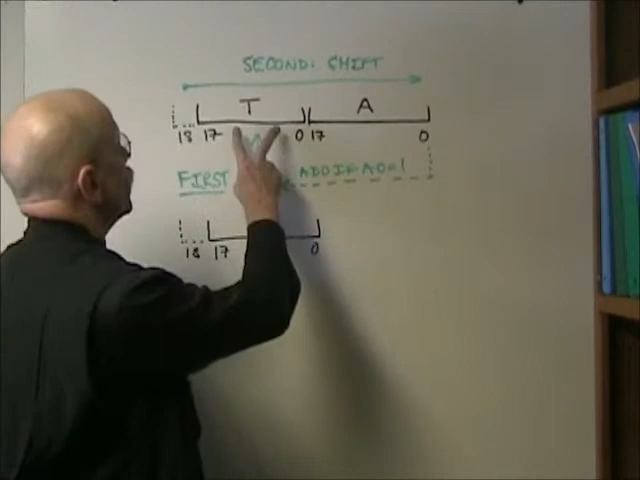 SECOND: SHIFT
T A
18 17 0 17 0
FIRST ADD IF A0=1
18 17 0